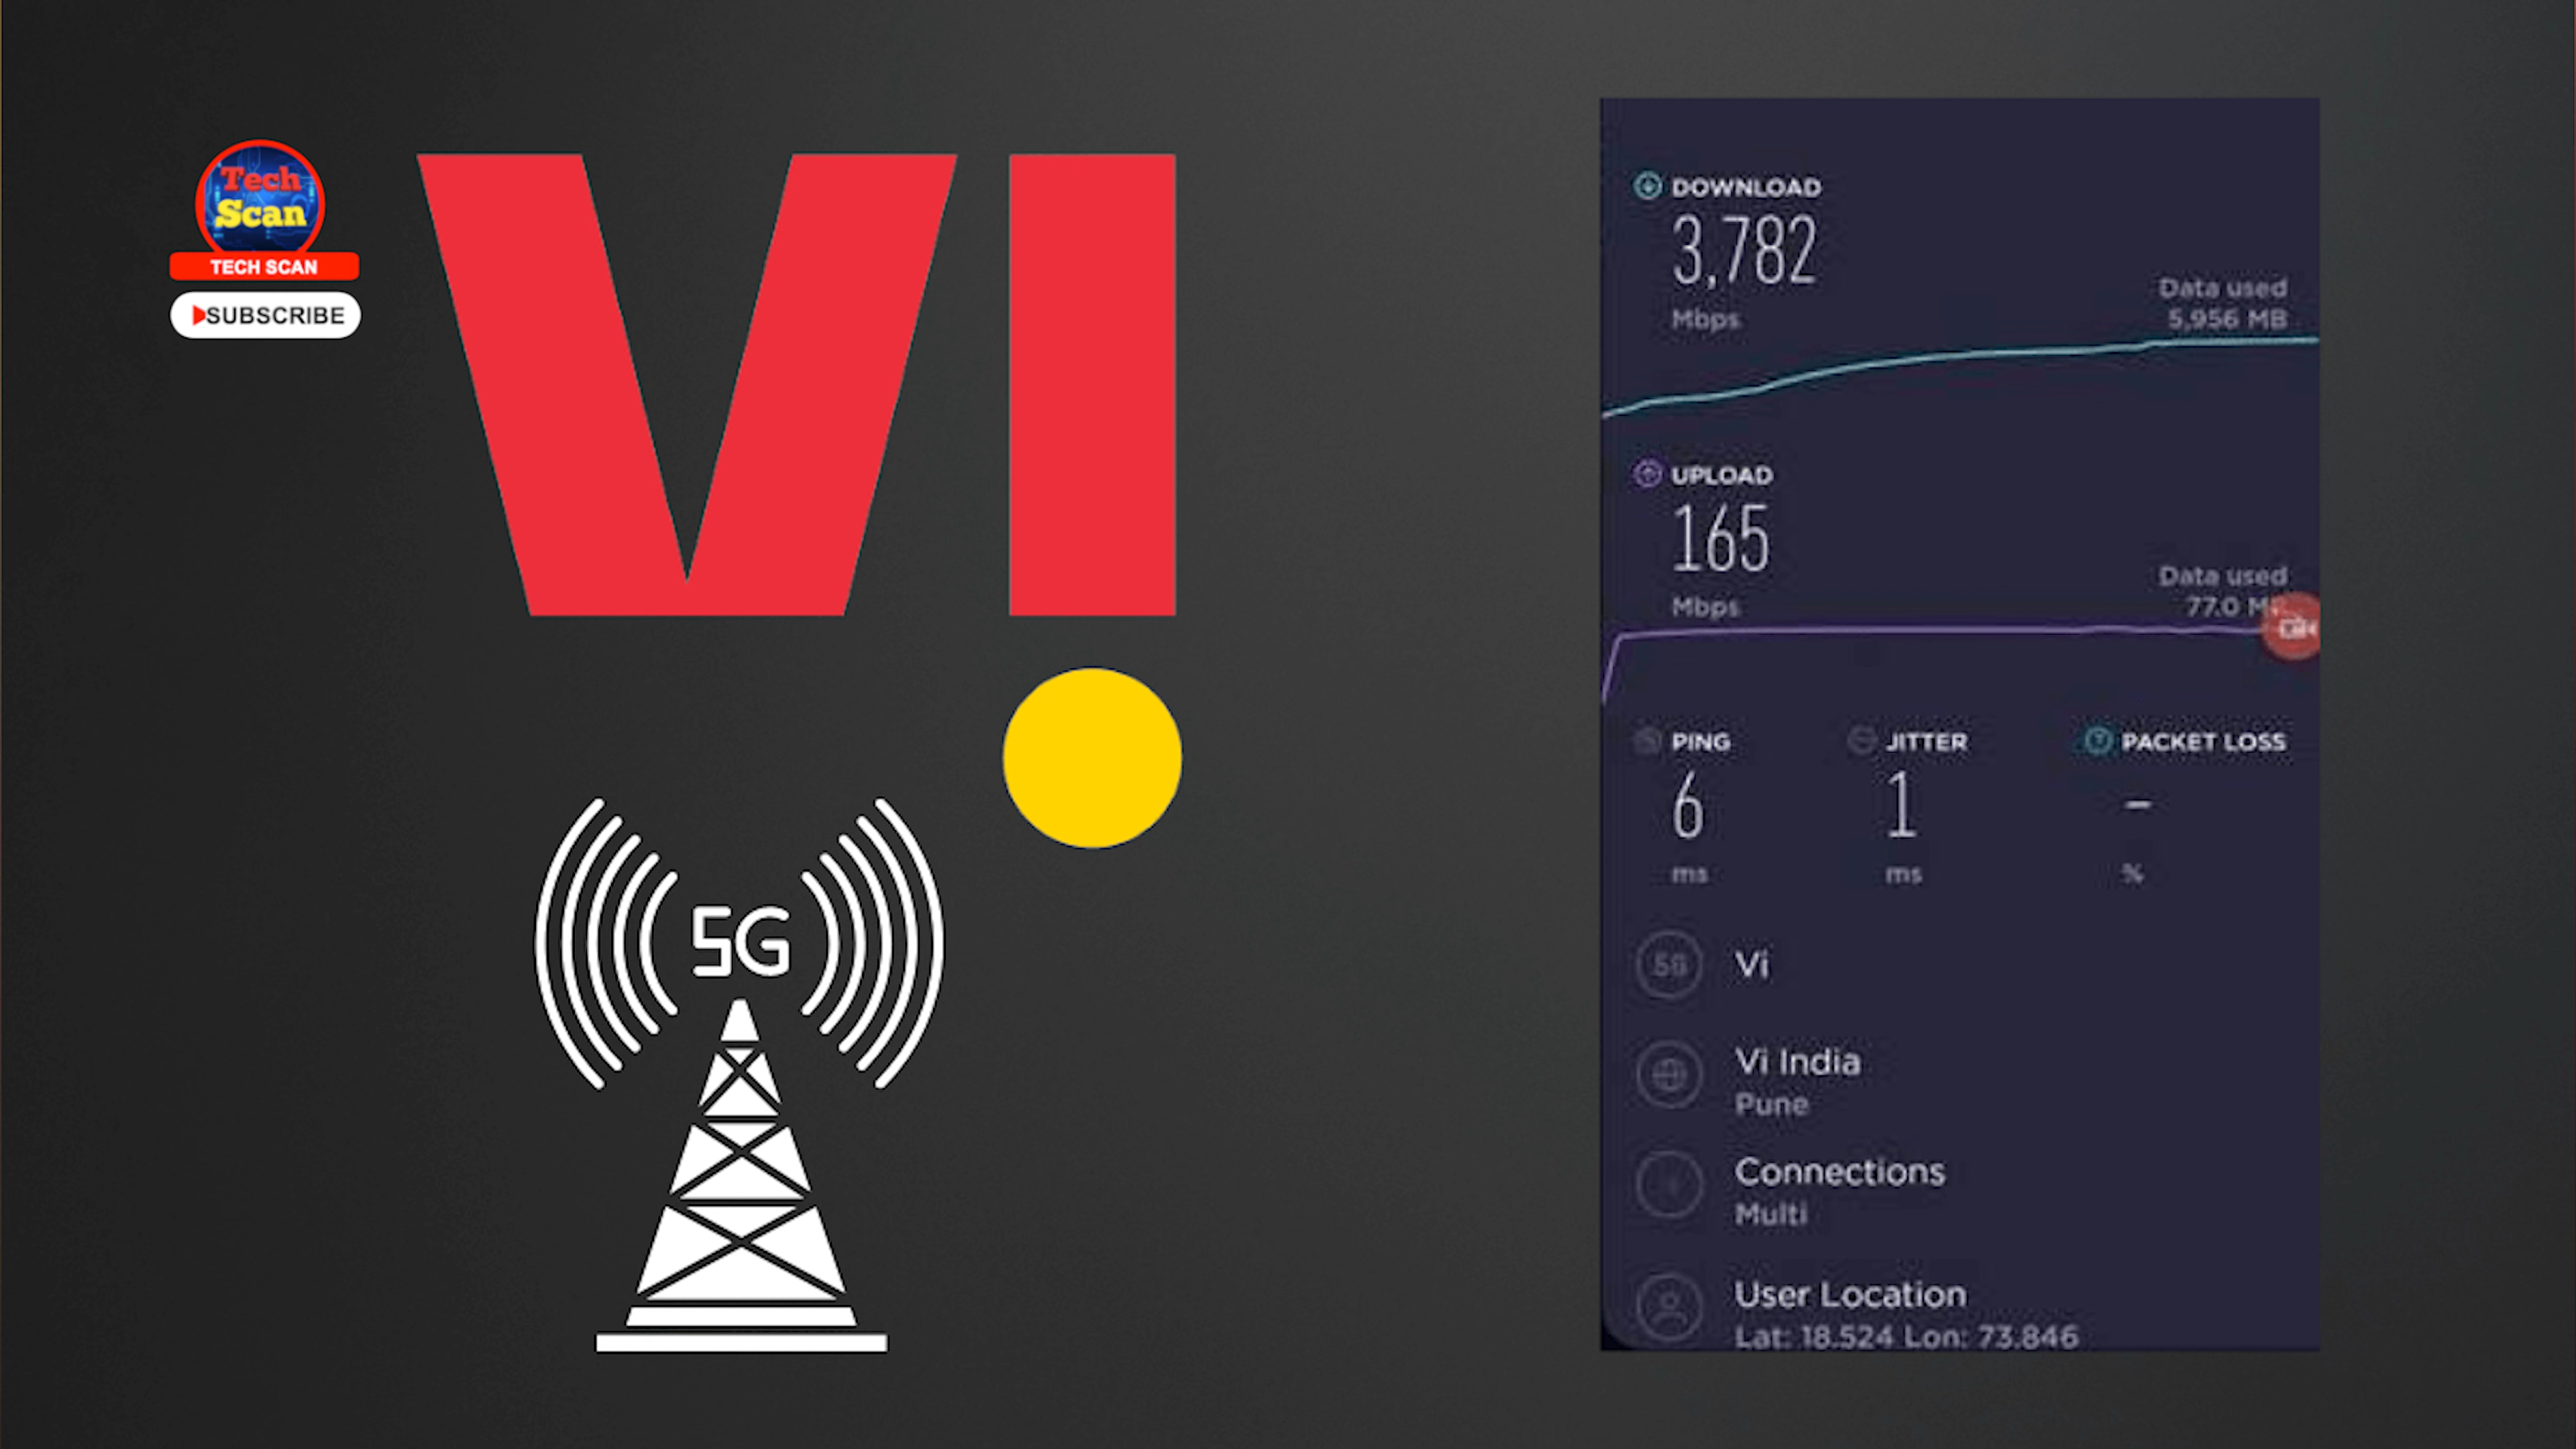 Tech
Scan
TECH SCAN
SUBSCRIBE
VI
5G
DOWNLOAD
3,782
Mbps
Data used
5,956 MB
UPLOAD
165
Mbps
Data used
77.0
PING
6
ms
JITTER
1
ms
PACKET LOSS
–
%
5G
Vi
Vi India
Pune
Connections
Multi
User Location
Lat: 18.524 Lon: 73.846